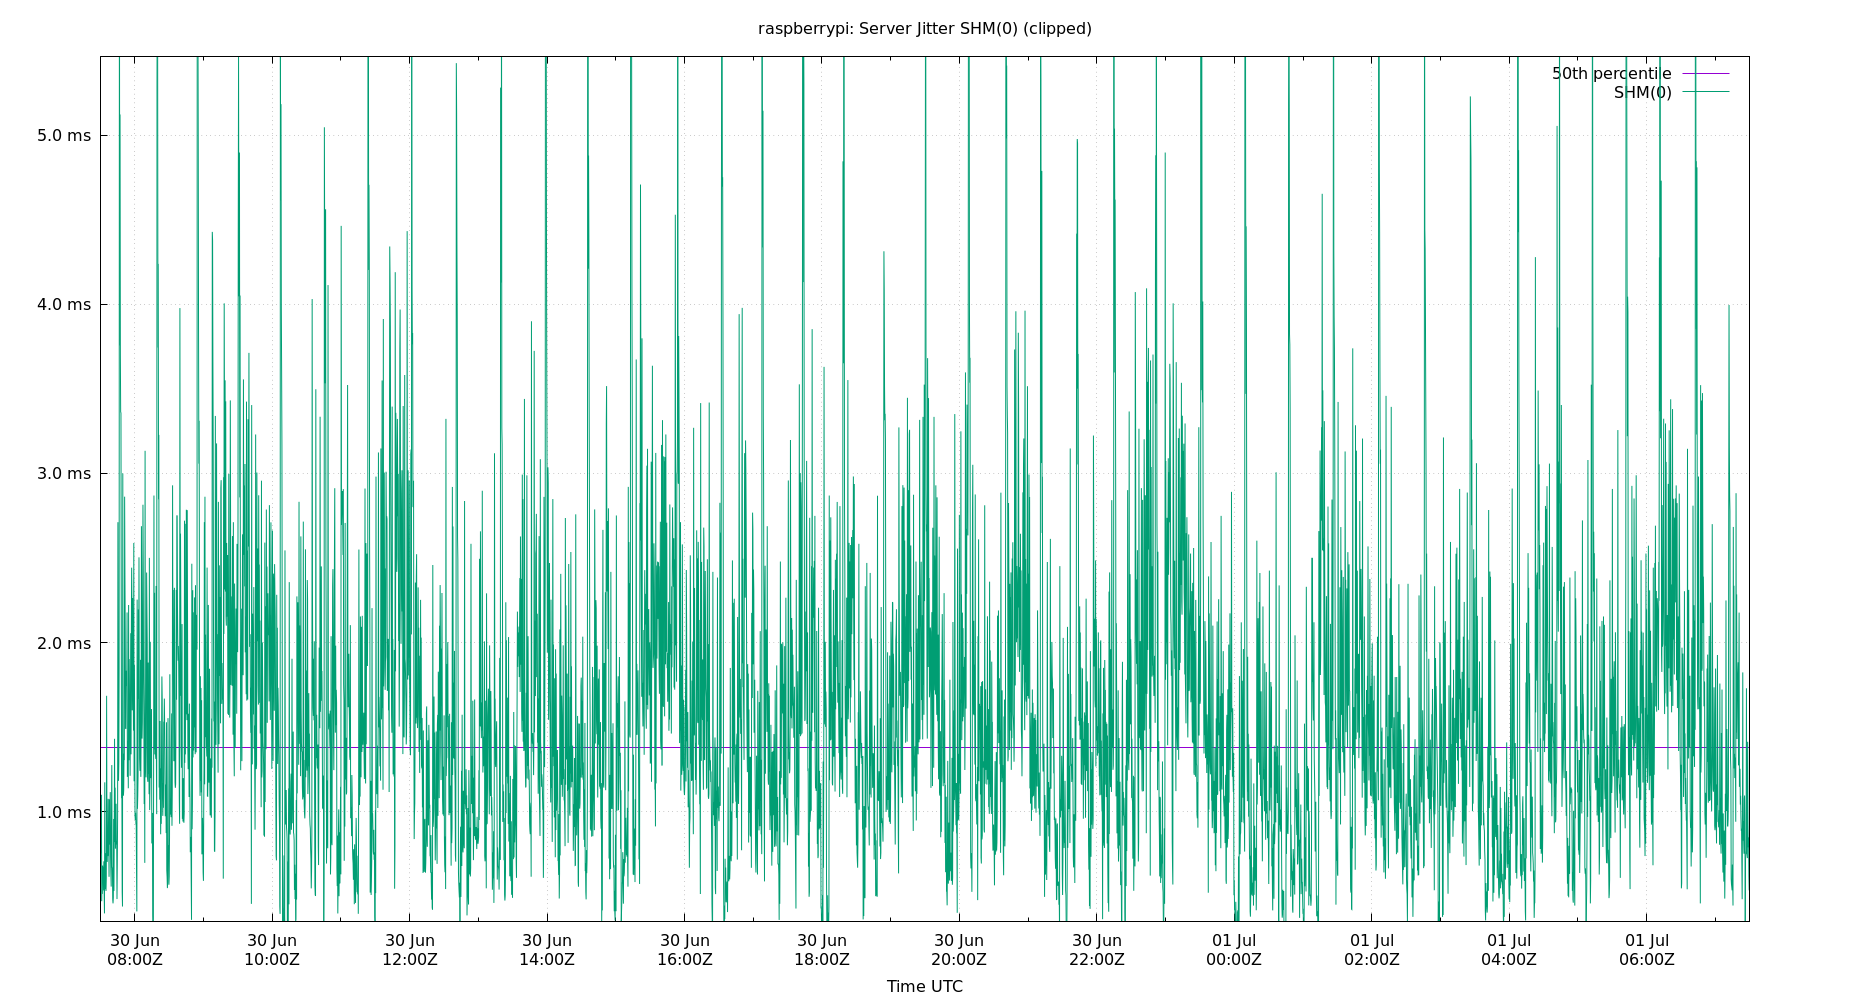 raspberrypi: Server Jitter SHM(0) (clipped)
50th percentile
SHM(0)
5.0 ms
4.0 ms
3.0 ms
2.0 ms
1.0 ms
30 Jun 30 Jun 30 Jun 30 Jun 30 Jun 30 Jun 30 Jun 30 Jun 01 Jul 01 Jul 01 Jul 01 Jul
08:00Z 10:00Z 12:00Z 14:00Z 16:00Z 18:00Z 20:00Z 22:00Z 00:00Z 02:00Z 04:00Z 06:00Z
Time UTC